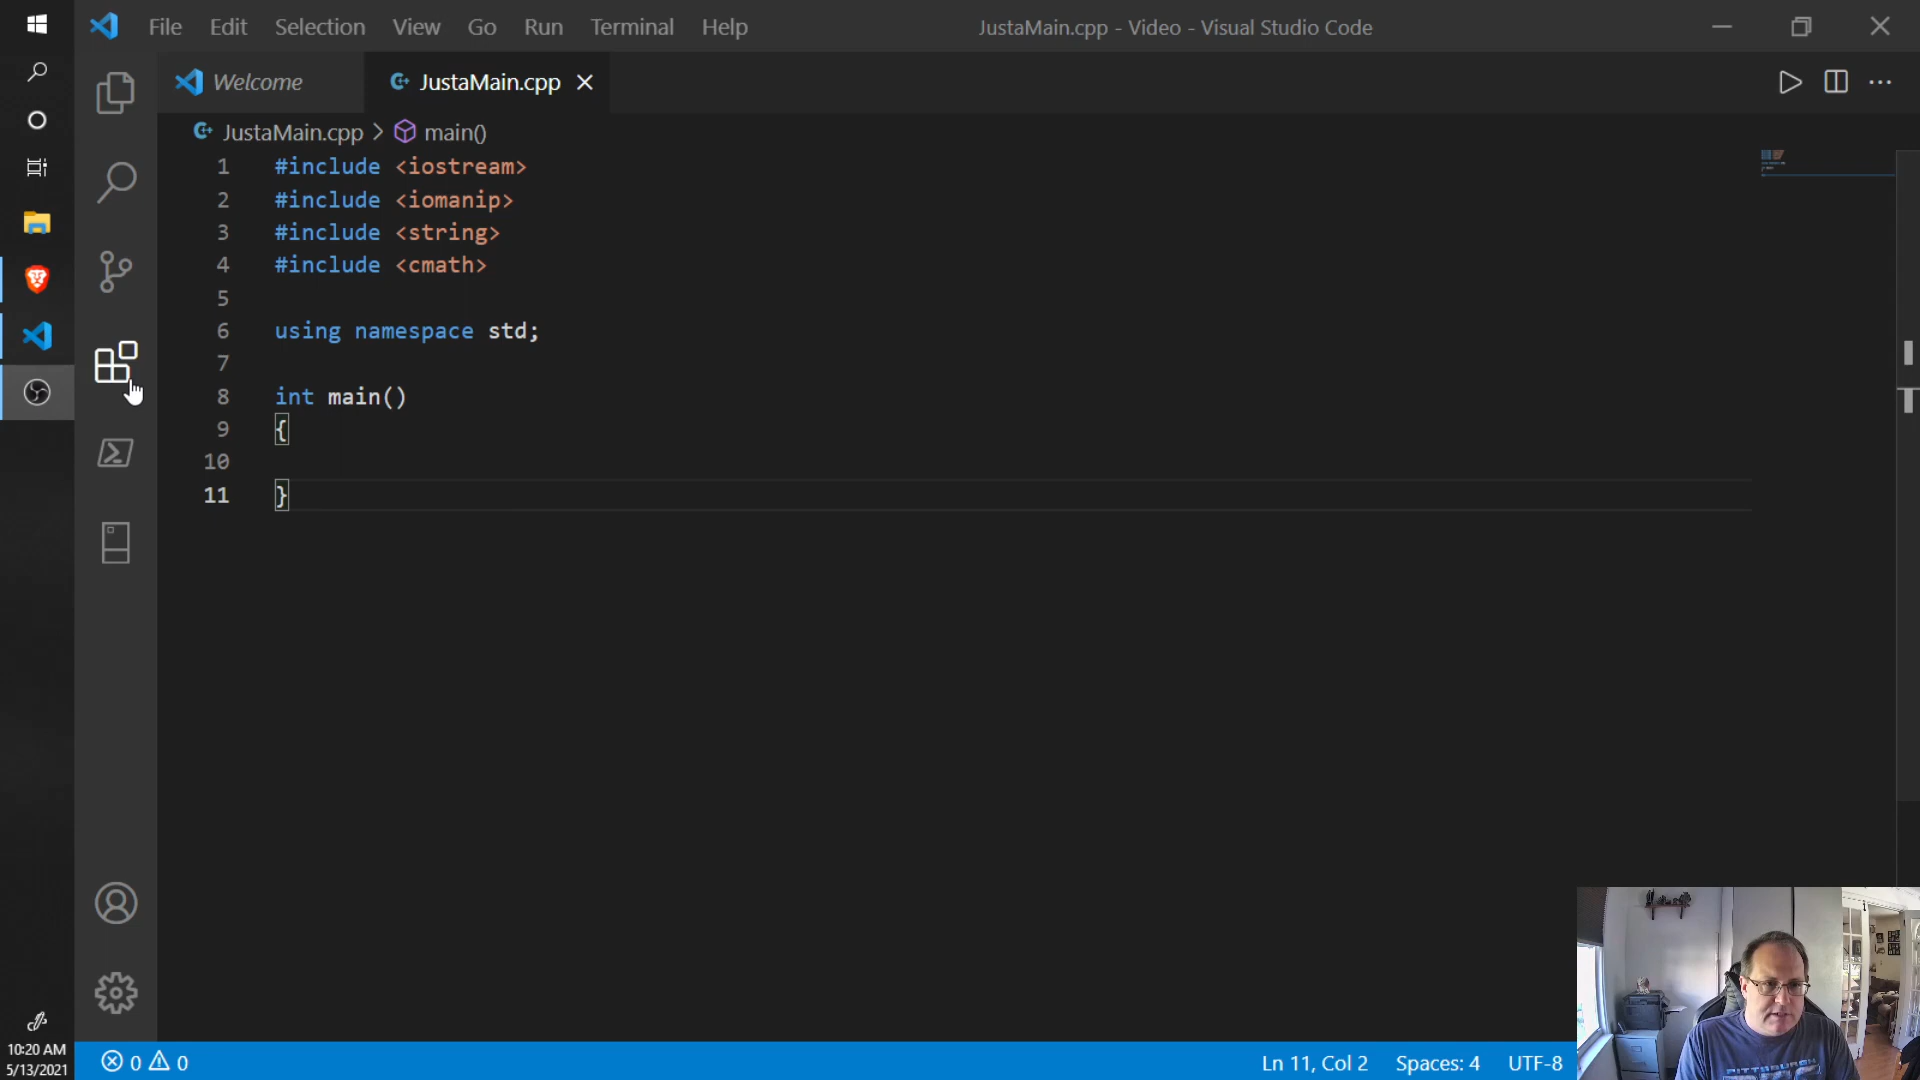 File Edit Selection View Go Run Terminal Help
JustaMain.cpp - Video - Visual Studio Code
Welcome
JustaMain.cpp
JustaMain.cpp > main()
1 #include <iostream>
2 #include <iomanip>
3 #include <string>
4 #include <cmath>
5
6 using namespace std;
7
8 int main()
9 {
10
11 }
10:20 AM
5/13/2021
0 0
Ln 11, Col 2 Spaces: 4 UTF-8
PITTSBURGH